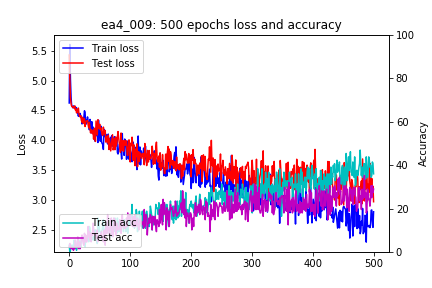 ea4_009: 500 epochs loss and accuracy
Train loss
Test loss
Train acc
Test acc
Loss
5.5
5.0
4.5
4.0
3.5
3.0
2.5
Accuracy
100
80
60
40
20
0
0 100 200 300 400 500